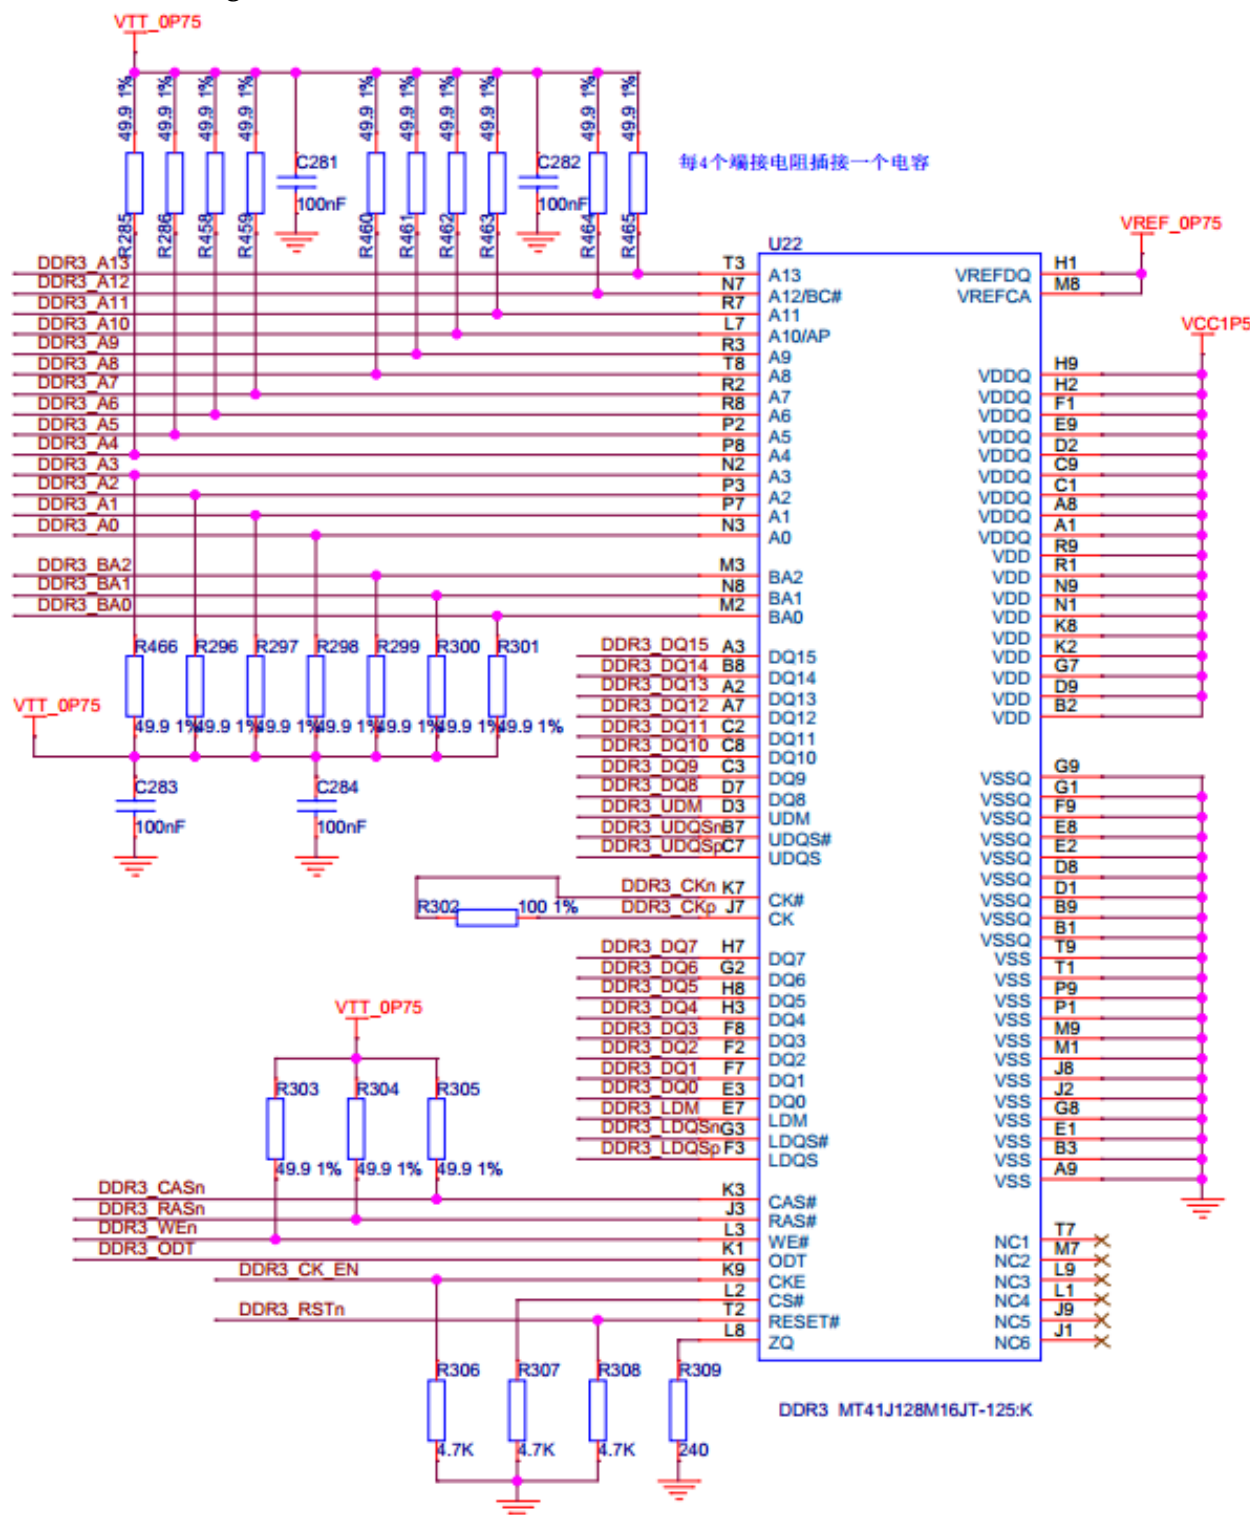 VTT_0P75
49.9 1% 49.9 1% 49.9 1% 49.9 1% 49.9 1% 49.9 1% 49.9 1% 49.9 1% 49.9 1% 49.9 1%
C281 C282 每4个端接电阻插接一个电容
100nF 100nF
R285 R286 R458 R459 R460 R461 R462 R463 R464 R465
VREF_0P75
U22
DDR3_A13 T3 A13 VREFDQ H1
DDR3_A12 N7 A12/BC# VREFCA M8
DDR3_A11 R7 A11
DDR3_A10 L7 A10/AP VCC1P5
DDR3_A9 R3 A9
DDR3_A8 T8 A8 VDDQ H9
DDR3_A7 R2 A7 VDDQ H2
DDR3_A6 R8 A6 VDDQ F1
DDR3_A5 P2 A5 VDDQ E9
DDR3_A4 P8 A4 VDDQ D2
DDR3_A3 N2 A3 VDDQ C9
DDR3_A2 P3 A2 VDDQ C1
DDR3_A1 P7 A1 VDDQ A8
DDR3_A0 N3 A0 VDDQ A1
VDD R9
DDR3_BA2 M3 BA2 VDD R1
DDR3_BA1 N8 BA1 VDD N9
DDR3_BA0 M2 BA0 VDD N1
VDD K8
R466 R296 R297 R298 R299 R300 R301
DDR3_DQ15 A3 DQ15 VDD K2
DDR3_DQ14 B8 DQ14 VDD G7
DDR3_DQ13 A2 DQ13 VDD D9
VTT_0P75
DDR3_DQ12 A7 DQ12 VDD B2
49.9 1% 49.9 1% 49.9 1% 49.9 1% 49.9 1% 49.9 1% 49.9 1%
DDR3_DQ11 C2 DQ11
DDR3_DQ10 C8 DQ10
DDR3_DQ9 C3 DQ9 VSSQ G9
C283 C284
DDR3_DQ8 D7 DQ8 VSSQ G1
DDR3_UDM D3 UDM VSSQ F9
100nF 100nF
DDR3_UDQSn B7 UDQS# VSSQ E8
DDR3_UDQSp C7 UDQS VSSQ E2
VSSQ D8
DDR3_CKn K7 CK# VSSQ D1
R302 100 1% DDR3_CKp J7 CK VSSQ B9
VSSQ B1
DDR3_DQ7 H7 DQ7 VSS T9
DDR3_DQ6 G2 DQ6 VSS T1
DDR3_DQ5 H8 DQ5 VSS P9
DDR3_DQ4 H3 DQ4 VSS P1
VTT_0P75
DDR3_DQ3 F8 DQ3 VSS M9
DDR3_DQ2 F2 DQ2 VSS M1
DDR3_DQ1 F7 DQ1 VSS J8
R303 R304 R305
DDR3_DQ0 E3 DQ0 VSS J2
DDR3_LDM E7 LDM VSS G8
DDR3_LDQSn G3 LDQS# VSS E1
DDR3_LDQSp F3 LDQS VSS B3
49.9 1% 49.9 1% 49.9 1%
VSS A9
DDR3_CASn K3 CAS#
DDR3_RASn J3 RAS#
DDR3_WEn L3 WE# NC1 T7
DDR3_ODT K1 ODT NC2 M7
DDR3_CK_EN K9 CKE NC3 L9
L2 CS# NC4 L1
DDR3_RSTn T2 RESET# NC5 J9
L8 ZQ NC6 J1
R306 R307 R308 R309
DDR3 MT41J128M16JT-125:K
4.7K 4.7K 4.7K 240